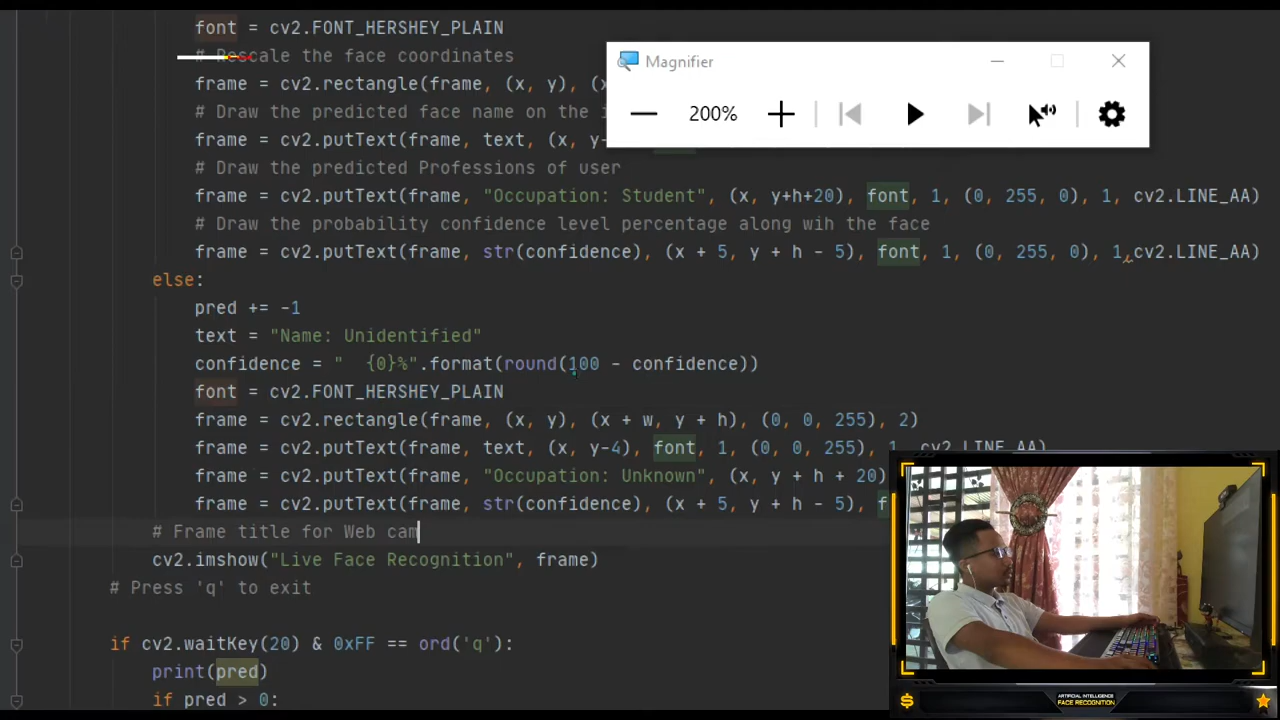 font = cv2.FONT_HERSHEY_PLAIN
# Rescale the face coordinates
Magnifier
frame = cv2.rectangle(frame, (x, y), (x
200%
# Draw the predicted face name on the i
frame = cv2.putText(frame, text, (x, y-
# Draw the predicted Professions of user
frame = cv2.putText(frame, "Occupation: Student", (x, y+h+20), font, 1, (0, 255, 0), 1, cv2.LINE_AA)
# Draw the probability confidence level percentage along wih the face
frame = cv2.putText(frame, str(confidence), (x + 5, y + h - 5), font, 1, (0, 255, 0), 1,cv2.LINE_AA)
else:
pred += -1
text = "Name: Unidentified"
confidence = "  {0}%".format(round(100 - confidence))
font = cv2.FONT_HERSHEY_PLAIN
frame = cv2.rectangle(frame, (x, y), (x + w, y + h), (0, 0, 255), 2)
frame = cv2.putText(frame, text, (x, y-4), font, 1, (0, 0, 255), 1, cv2.LINE_AA)
frame = cv2.putText(frame, "Occupation: Unknown", (x, y + h + 20)
frame = cv2.putText(frame, str(confidence), (x + 5, y + h - 5), f
# Frame title for Web cam
cv2.imshow("Live Face Recognition", frame)
# Press 'q' to exit
if cv2.waitKey(20) & 0xFF == ord('q'):
print(pred)
if pred > 0:
ARTIFICIAL INTELLIGENCE
FACE RECOGNITION